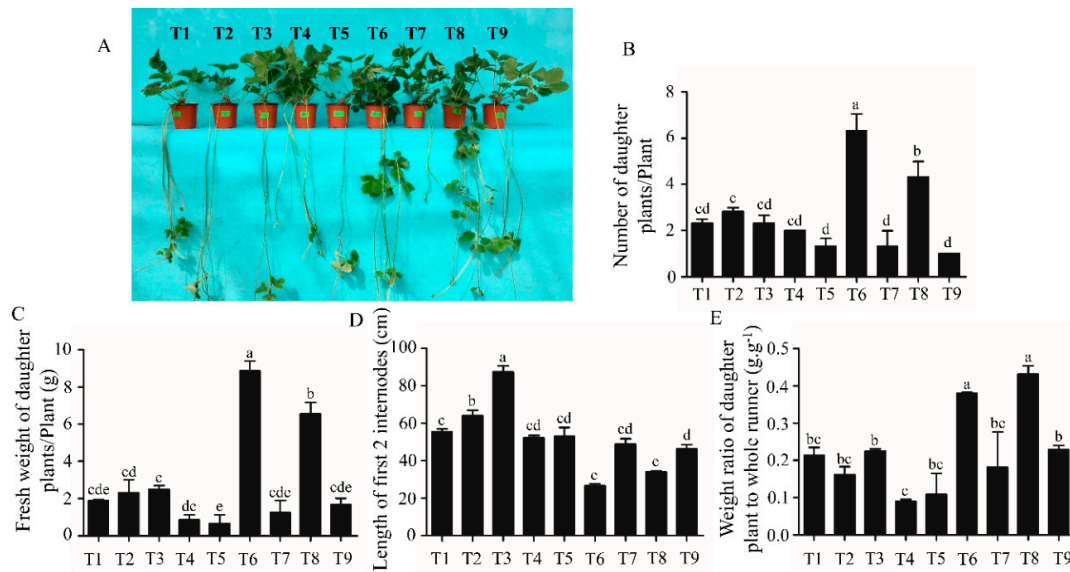 A
T1 T2 T3 T4 T5 T6 T7 T8 T9
B
Number of daughter
plants/Plant
8
6
4
2
0
cd c cd cd d a d b d
T1 T2 T3 T4 T5 T6 T7 T8 T9
C
Fresh weight of daughter
plants/Plant (g)
10
8
6
4
2
0
cde cd c dc e a cdc b cde
T1 T2 T3 T4 T5 T6 T7 T8 T9
D
Length of first 2 internodes (cm)
100
80
60
40
20
0
c b a cd cd e cd e d
T1 T2 T3 T4 T5 T6 T7 T8 T9
E
Weight ratio of daughter
plant to whole runner (g.g-1)
0.5
0.4
0.3
0.2
0.1
0.0
bc bc b c bc a bc a b
T1 T2 T3 T4 T5 T6 T7 T8 T9